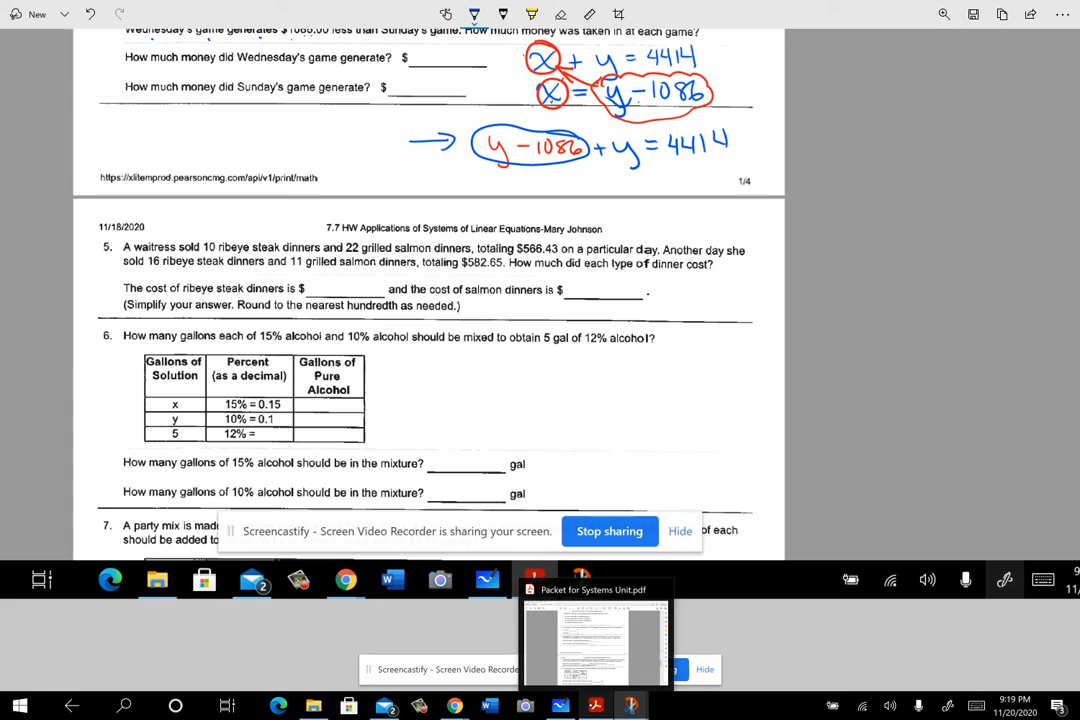 New
Wednesday's game generates $1086.00 less than Sunday's game. How much money was taken in at each game?
How much money did Wednesday's game generate? $
x + y = 4414
How much money did Sunday's game generate? $
x = y - 1086
→ y - 1086 + y = 4414
https://xlitemprod.pearsoncmg.com/api/v1/print/math
1/4
11/18/2020
7.7 HW Applications of Systems of Linear Equations-Mary Johnson
5. A waitress sold 10 ribeye steak dinners and 22 grilled salmon dinners, totaling $566.43 on a particular day. Another day she
sold 16 ribeye steak dinners and 11 grilled salmon dinners, totaling $582.65. How much did each type of dinner cost?
The cost of ribeye steak dinners is $ and the cost of salmon dinners is $ .
(Simplify your answer. Round to the nearest hundredth as needed.)
6. How many gallons each of 15% alcohol and 10% alcohol should be mixed to obtain 5 gal of 12% alcohol?
Gallons of Solution Percent (as a decimal) Gallons of Pure Alcohol
x 15% = 0.15
y 10% = 0.1
5 12% =
How many gallons of 15% alcohol should be in the mixture? gal
How many gallons of 10% alcohol should be in the mixture? gal
7. A party mix is made of each
should be added to
Screencastify - Screen Video Recorder is sharing your screen. Stop sharing Hide
2
9
11/
Packet for Systems Unit.pdf
Screencastify - Screen Video Recorder Hide
2
9:19 PM
11/20/2020
3